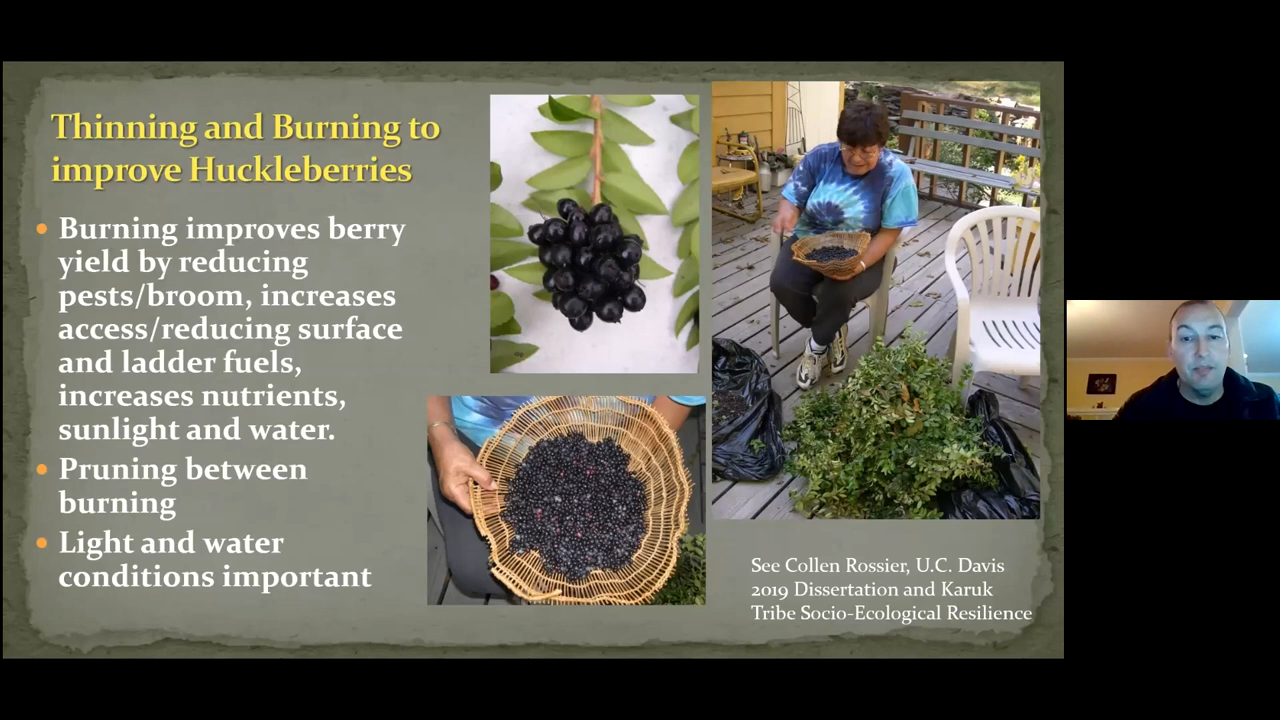 Thinning and Burning to
improve Huckleberries
• Burning improves berry
yield by reducing
pests/broom, increases
access/reducing surface
and ladder fuels,
increases nutrients,
sunlight and water.
• Pruning between
burning
• Light and water
conditions important
See Collen Rossier, U.C. Davis
2019 Dissertation and Karuk
Tribe Socio-Ecological Resilience